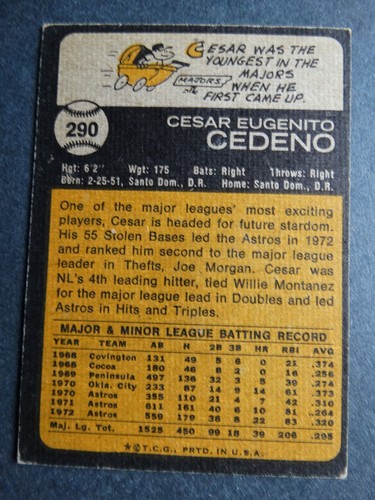 CESAR WAS THE
YOUNGEST IN THE
MAJORS
WHEN HE
FIRST CAME UP.
MAJORS
290
CESAR EUGENITO
CEDENO
Hgt: 6'2" Wgt: 175 Bats: Right Throws: Right
Born: 2-25-51, Santo Dom., D.R. Home: Santo Dom., D.R.
One of the major leagues' most exciting
players, Cesar is headed for future stardom.
His 55 Stolen Bases led the Astros in 1972
and ranked him second to the major league
leader in Thefts, Joe Morgan. Cesar was
NL's 4th leading hitter, tied Willie Montanez
for the major league lead in Doubles and led
Astros in Hits and Triples.
MAJOR & MINOR LEAGUE BATTING RECORD
YEAR TEAM AB H 2B 3B HR RBI AVG
1968 Covington 131 49 5 8 0 21 .374
1968 Cocoa 180 46 8 2 0 16 .256
1969 Peninsula 497 136 32 3 5 39 .274
1970 Okla. City 233 87 14 9 14 61 .373
1970 Astros 355 110 21 4 7 42 .310
1971 Astros 611 161 40 6 10 81 .264
1972 Astros 559 179 39 8 22 82 .320
Maj. Lg. Tot. 1525 450 99 18 39 205 .295
©T.C.G., PRTD. IN U.S.A.